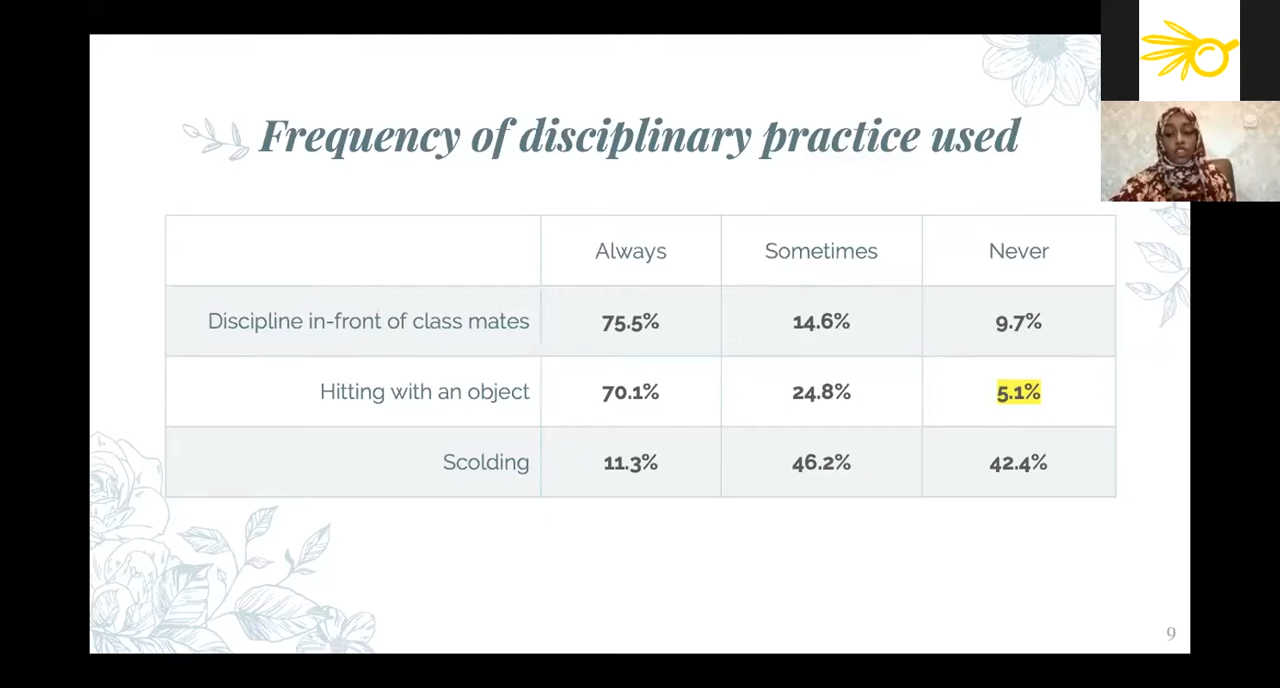 Frequency of disciplinary practice used
Always Sometimes Never
Discipline in-front of class mates 75.5% 14.6% 9.7%
Hitting with an object 70.1% 24.8% 5.1%
Scolding 11.3% 46.2% 42.4%
9